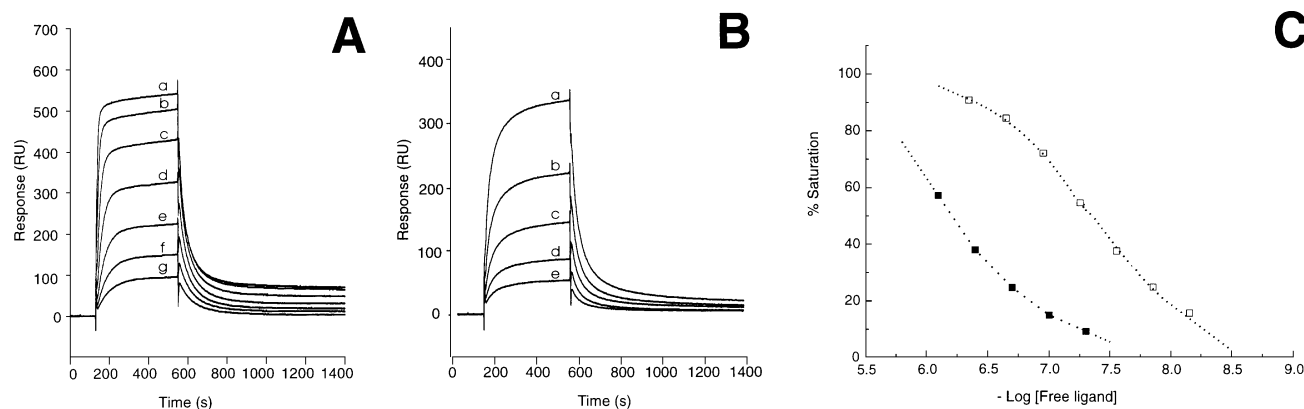 A
700
600
500
400
300
200
100
0
Response (RU)
a
b
c
d
e
f
g
0 200 400 600 800 1000 1200 1400
Time (s)
B
400
300
200
100
0
Response (RU)
a
b
c
d
e
0 200 400 600 800 1000 1200 1400
Time (s)
C
100
80
60
40
20
0
% Saturation
5.5 6.0 6.5 7.0 7.5 8.0 8.5 9.0
- Log [Free ligand]